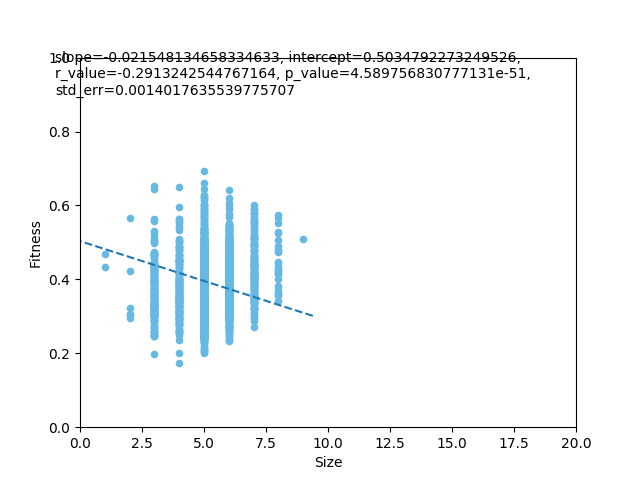 slope=-0.021548134658334633, intercept=0.5034792273249526,
r_value=-0.2913242544767164, p_value=4.589756830777131e-51,
std_err=0.0014017635539775707
1.0
0.8
0.6
0.4
0.2
0.0
Fitness
0.0 2.5 5.0 7.5 10.0 12.5 15.0 17.5 20.0
Size